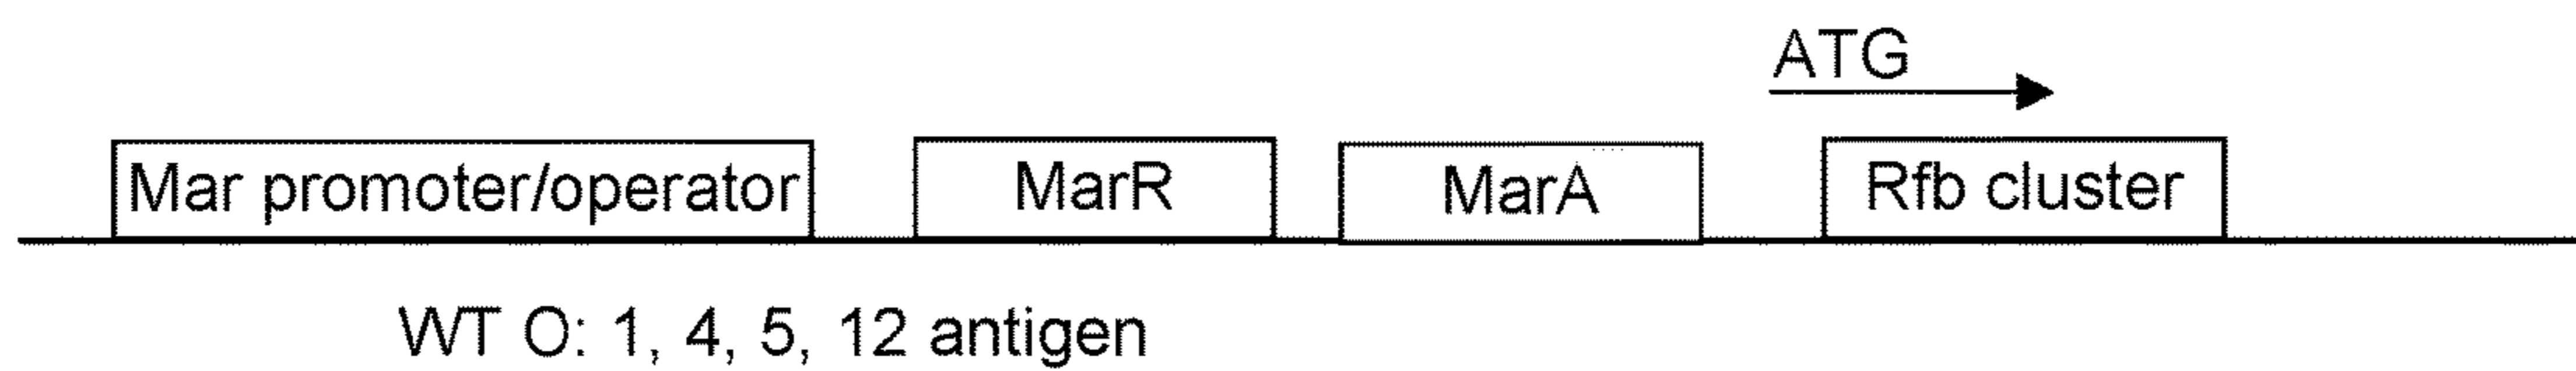 ATG
Mar promoter/operator MarR MarA Rfb cluster
WT O: 1, 4, 5, 12 antigen